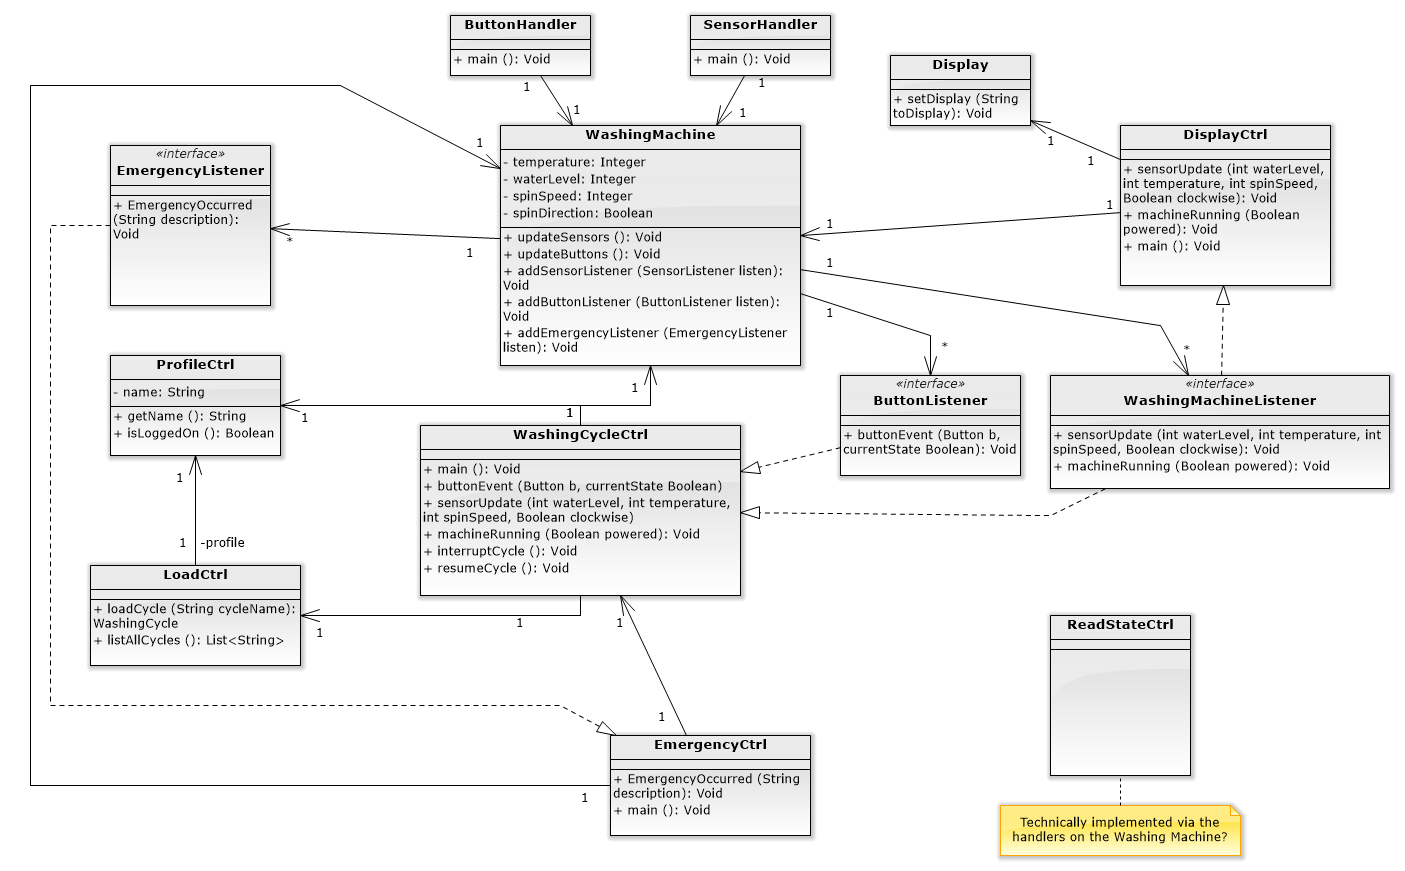 ButtonHandler
+ main (): Void
1
1
SensorHandler
+ main (): Void
1
1
Display
+ setDisplay (String
toDisplay): Void
1
1
DisplayCtrl
+ sensorUpdate (int waterLevel,
int temperature, int spinSpeed,
Boolean clockwise): Void
+ machineRunning (Boolean
powered): Void
+ main (): Void
1
1
WashingMachine
- temperature: Integer
- waterLevel: Integer
- spinSpeed: Integer
- spinDirection: Boolean
+ updateSensors (): Void
+ updateButtons (): Void
+ addSensorListener (SensorListener listen):
Void
+ addButtonListener (ButtonListener listen):
Void
+ addEmergencyListener (EmergencyListener
listen): Void
1
1
*
1
*
1
*
1
«interface»
EmergencyListener
+ EmergencyOccurred
(String description):
Void
ProfileCtrl
- name: String
+ getName (): String
+ isLoggedOn (): Boolean
1
1
1
1
1 -profile
«interface»
ButtonListener
+ buttonEvent (Button b,
currentState Boolean): Void
«interface»
WashingMachineListener
+ sensorUpdate (int waterLevel, int temperature, int
spinSpeed, Boolean clockwise): Void
+ machineRunning (Boolean powered): Void
WashingCycleCtrl
+ main (): Void
+ buttonEvent (Button b, currentState Boolean)
+ sensorUpdate (int waterLevel, int temperature,
int spinSpeed, Boolean clockwise)
+ machineRunning (Boolean powered): Void
+ interruptCycle (): Void
+ resumeCycle (): Void
LoadCtrl
+ loadCycle (String cycleName):
WashingCycle
+ listAllCycles (): List<String>
1
1
1
1
EmergencyCtrl
+ EmergencyOccurred (String
description): Void
+ main (): Void
1
ReadStateCtrl
Technically implemented via the
handlers on the Washing Machine?